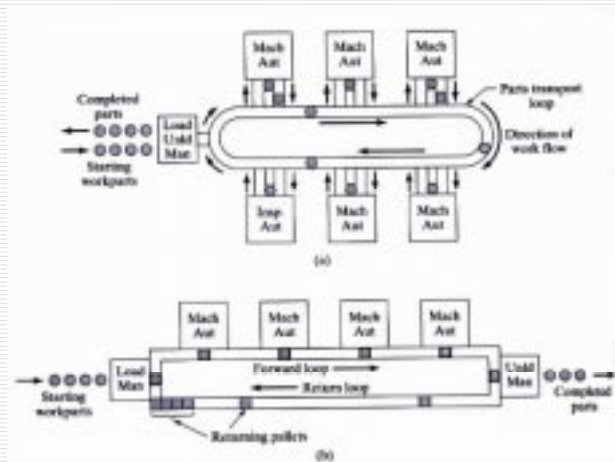 Mach
Aut
Mach
Aut
Mach
Aut
Parts transport
loop
Completed
parts
Load
Unld
Man
Direction of
work flow
Starting
workparts
Insp
Aut
Mach
Aut
Mach
Aut
(a)
Mach
Aut
Mach
Aut
Mach
Aut
Mach
Aut
Load
Man
Forward loop
Return loop
Unld
Man
Starting
workparts
Completed
parts
Returning pallets
(b)